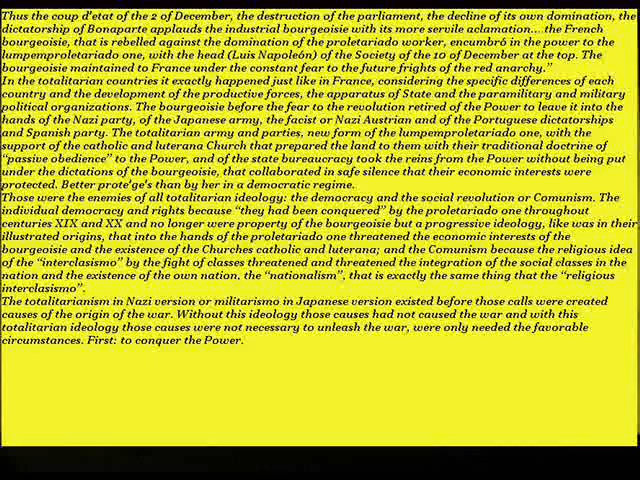 Thus the coup d'etat of the 2 of December, the destruction of the parliament, the decline of its own domination, the
dictatorship of Bonaparte applauds the industrial bourgeoisie with its more servile aclamation....the French
bourgeoisie, that is rebelled against the domination of the proletariado worker, encumbró in the power to the
lumpemproletariado one, with the head (Luis Napoleón) of the Society of the 10 of December at the top. The
bourgeoisie maintained to France under the constant fear to the future frights of the red anarchy."
In the totalitarian countries it exactly happened just like in France, considering the specific differences of each
country and the development of the productive forces, the apparatus of State and the paramilitary and military
political organizations. The bourgeoisie before the fear to the revolution retired of the Power to leave it into the
hands of the Nazi party, of the Japanese army, the facist or Nazi Austrian and of the Portuguese dictatorships
and Spanish party. The totalitarian army and parties, new form of the lumpemproletariado one, with the
support of the catholic and luterana Church that prepared the land to them with their traditional doctrine of
“passive obedience” to the Power, and of the state bureaucracy took the reins from the Power without being put
under the dictations of the bourgeoisie, that collaborated in safe silence that their economic interests were
protected. Better prote'ge's than by her in a democratic regime.
Those were the enemies of all totalitarian ideology: the democracy and the social revolution or Comunism. The
individual democracy and rights because “they had been conquered” by the proletariado one throughout
centuries XIX and XX and no longer were property of the bourgeoisie but a progressive ideology, like was in their
illustrated origins, that into the hands of the proletariado one threatened the economic interests of the
bourgeoisie and the existence of the Churches catholic and luterana; and the Comunism because the religious idea
of the “interclasismo” by the fight of classes threatened and threatened the integration of the social classes in the
nation and the existence of the own nation. the “nationalism”, that is exactly the same thing that the “religious
interclasismo”.
The totalitarianism in Nazi version or militarismo in Japanese version existed before those calls were created
causes of the origin of the war. Without this ideology those causes had not caused the war and with this
totalitarian ideology those causes were not necessary to unleash the war, were only needed the favorable
circumstances. First: to conquer the Power.